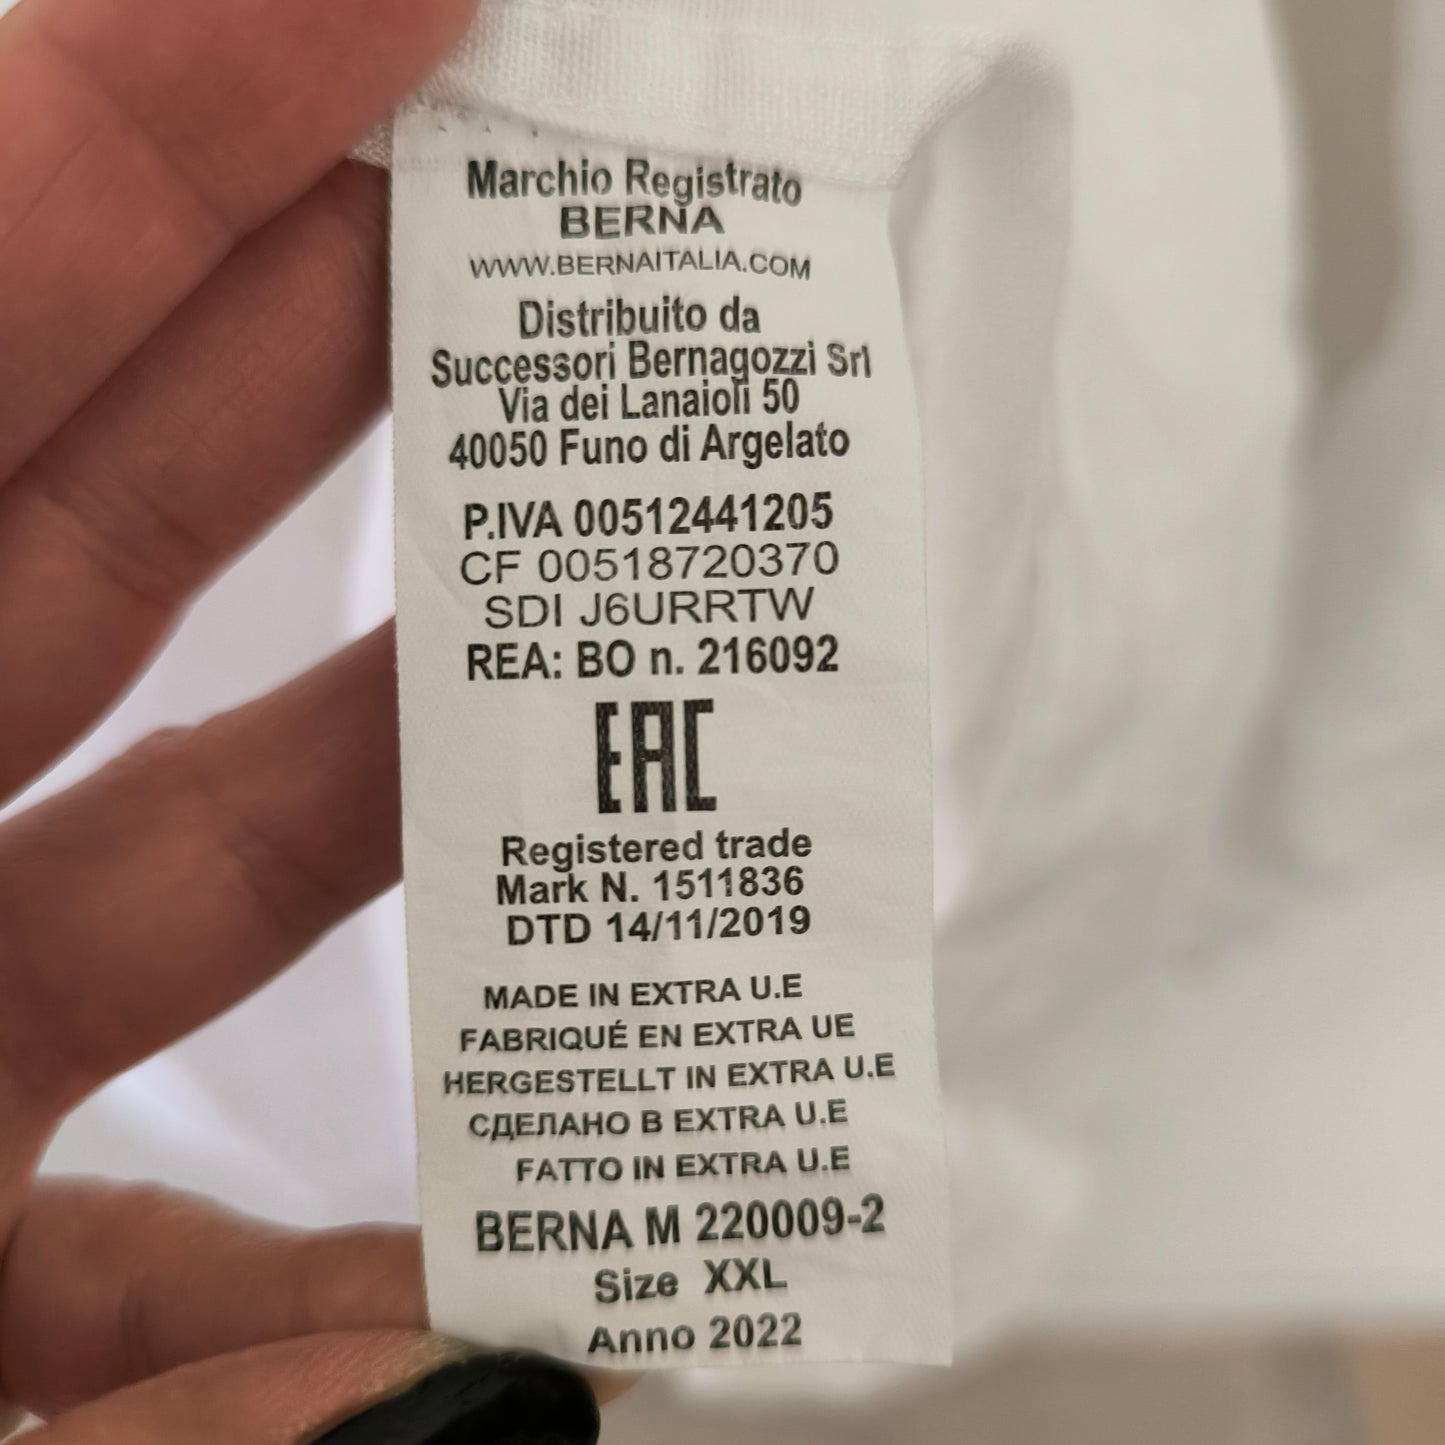 Marchio Registrato
BERNA
WWW.BERNAITALIA.COM
Distribuito da
Successori Bernagozzi Srl
Via dei Lanaioli 50
40050 Funo di Argelato
P.IVA 00512441205
CF 00518720370
SDI J6URRTW
REA: BO n. 216092
EAC
Registered trade
Mark N. 1511836
DTD 14/11/2019
MADE IN EXTRA U.E
FABRIQUÉ EN EXTRA UE
HERGESTELLT IN EXTRA U.E
СДЕЛАНО В EXTRA U.E
FATTO IN EXTRA U.E
BERNA M 220009-2
Size XXL
Anno 2022